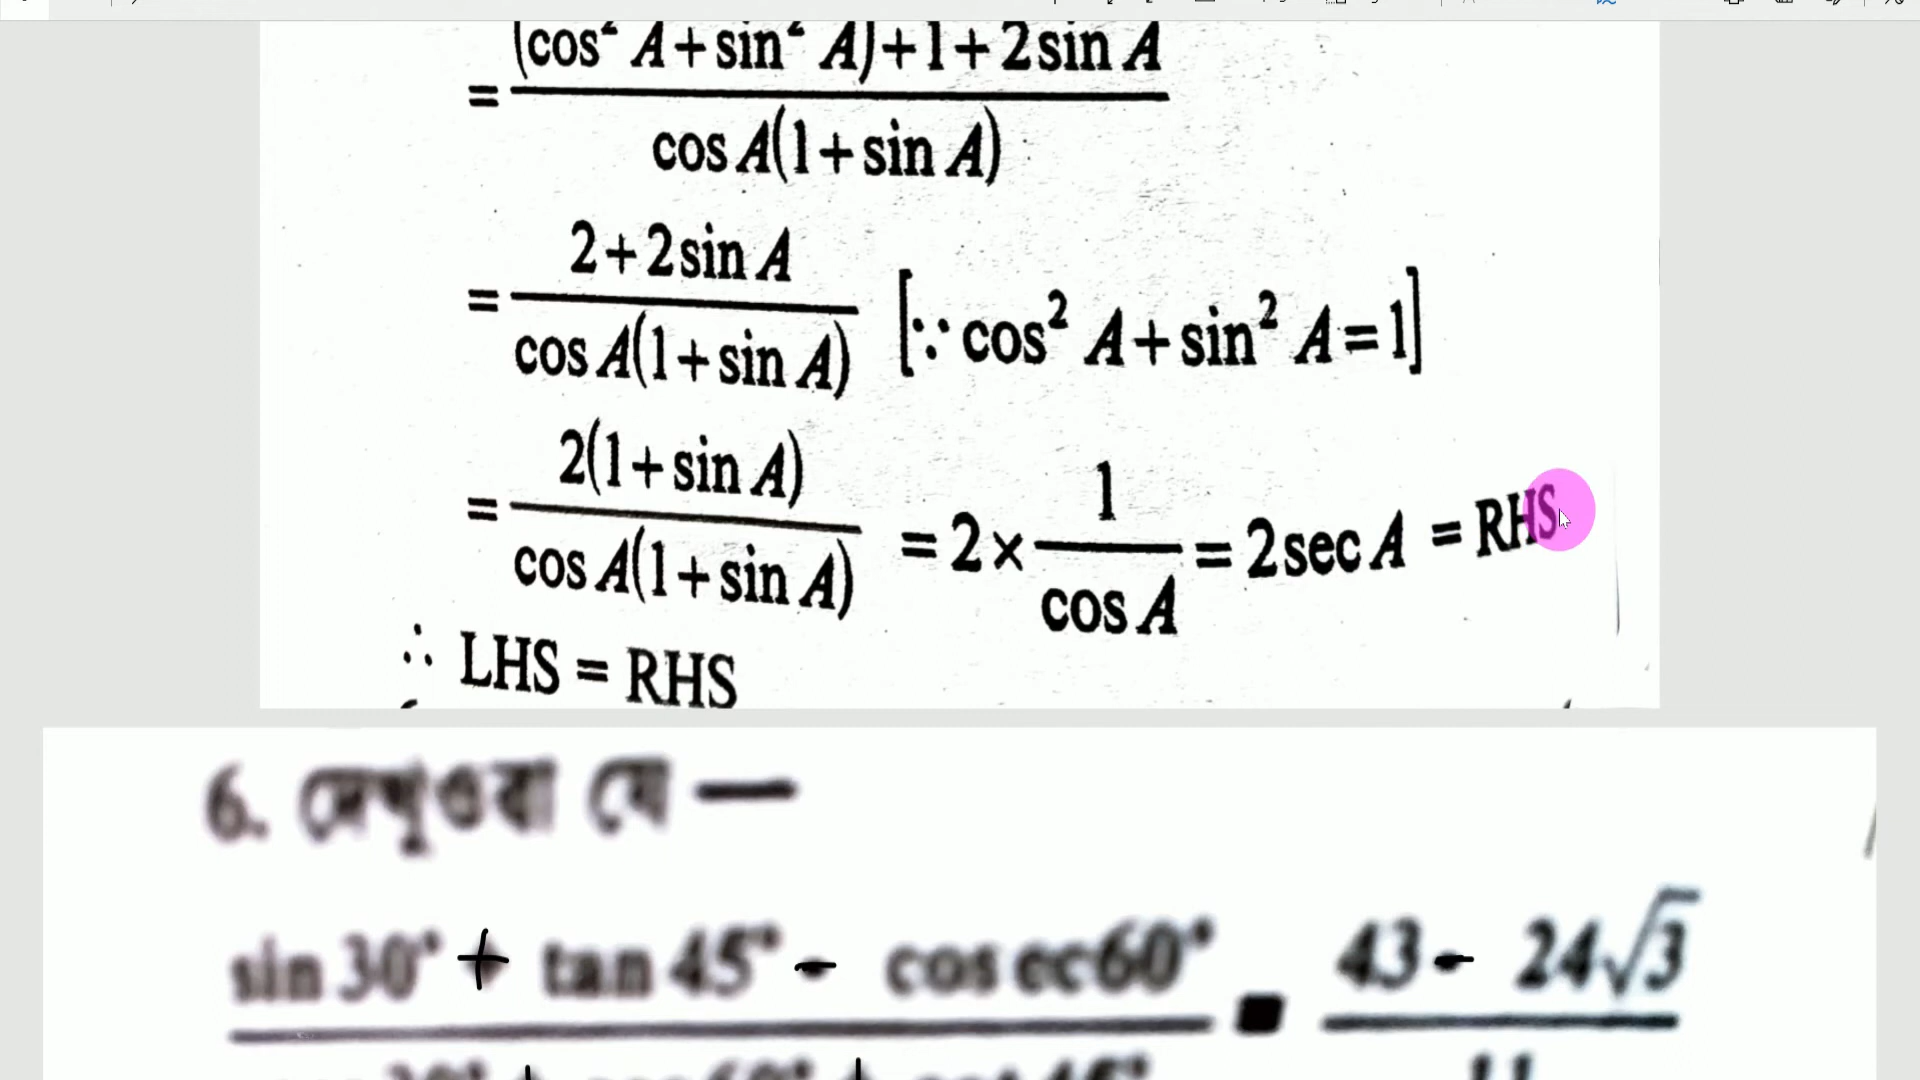 = (cos² A + sin² A) + 1 + 2 sin A / cos A(1 + sin A)
= 2 + 2 sin A / cos A(1 + sin A) [∵ cos² A + sin² A = 1]
= 2(1 + sin A) / cos A(1 + sin A) = 2 × 1 / cos A = 2 sec A = RHS
∴ LHS = RHS
6. দেখুওৱা যে —
sin 30° + tan 45° - cosec 60° / = 43 - 24√3 / 11